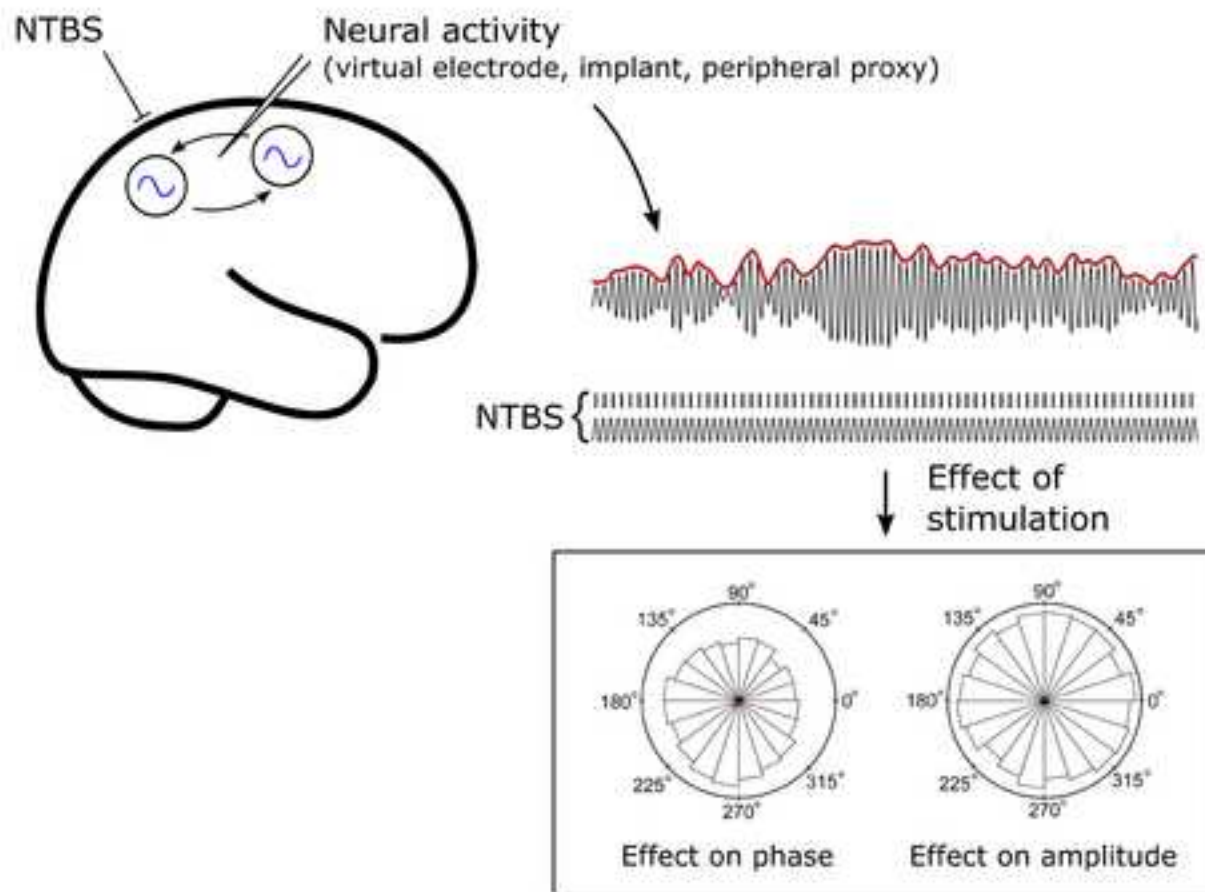 NTBS
Neural activity
(virtual electrode, implant, peripheral proxy)
NTBS {
Effect of
stimulation
90°
135°
45°
180°
0°
225°
315°
270°
Effect on phase
90°
135°
45°
180°
0°
225°
315°
270°
Effect on amplitude